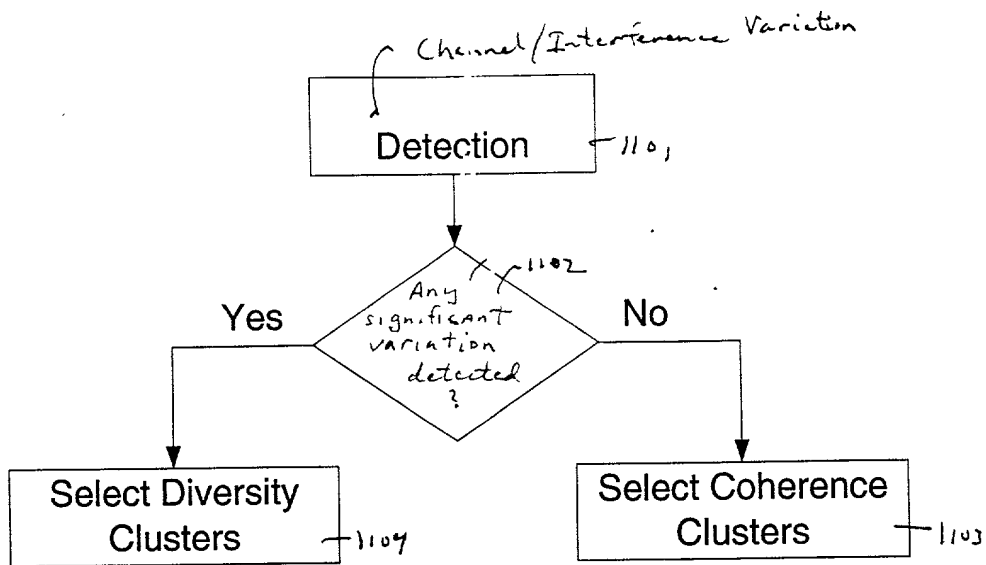 Channel/Interference Variation
Detection
1101
1102
Any
significant
variation
detected
?
Yes
No
Select Diversity
Clusters
1104
Select Coherence
Clusters
1103